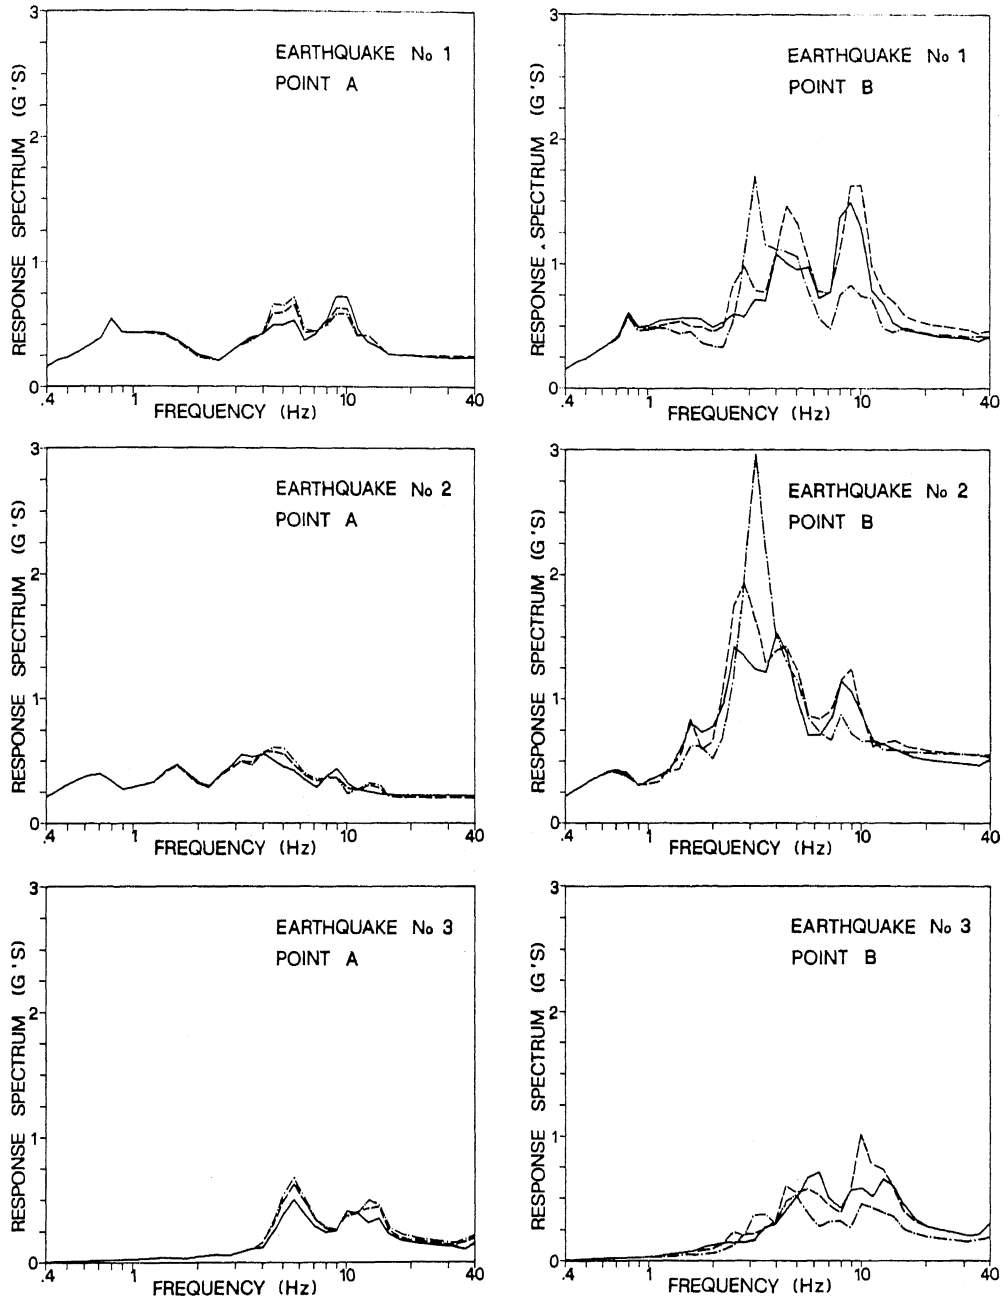 EARTHQUAKE No 1
POINT A
RESPONSE SPECTRUM (G'S)
3
2
1
0
.4 1 10 40
FREQUENCY (Hz)
EARTHQUAKE No 1
POINT B
RESPONSE SPECTRUM (G'S)
3
2
1
0
.4 1 10 40
FREQUENCY (Hz)
EARTHQUAKE No 2
POINT A
RESPONSE SPECTRUM (G'S)
3
2
1
0
.4 1 10 40
FREQUENCY (Hz)
EARTHQUAKE No 2
POINT B
RESPONSE SPECTRUM (G'S)
3
2
1
0
.4 1 10 40
FREQUENCY (Hz)
EARTHQUAKE No 3
POINT A
RESPONSE SPECTRUM (G'S)
3
2
1
0
.4 1 10 40
FREQUENCY (Hz)
EARTHQUAKE No 3
POINT B
RESPONSE SPECTRUM (G'S)
3
2
1
0
.4 1 10 40
FREQUENCY (Hz)